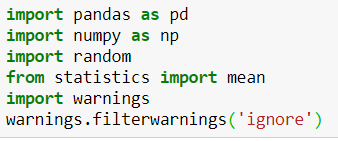 import pandas as pd
import numpy as np
import random
from statistics import mean
import warnings
warnings.filterwarnings('ignore')